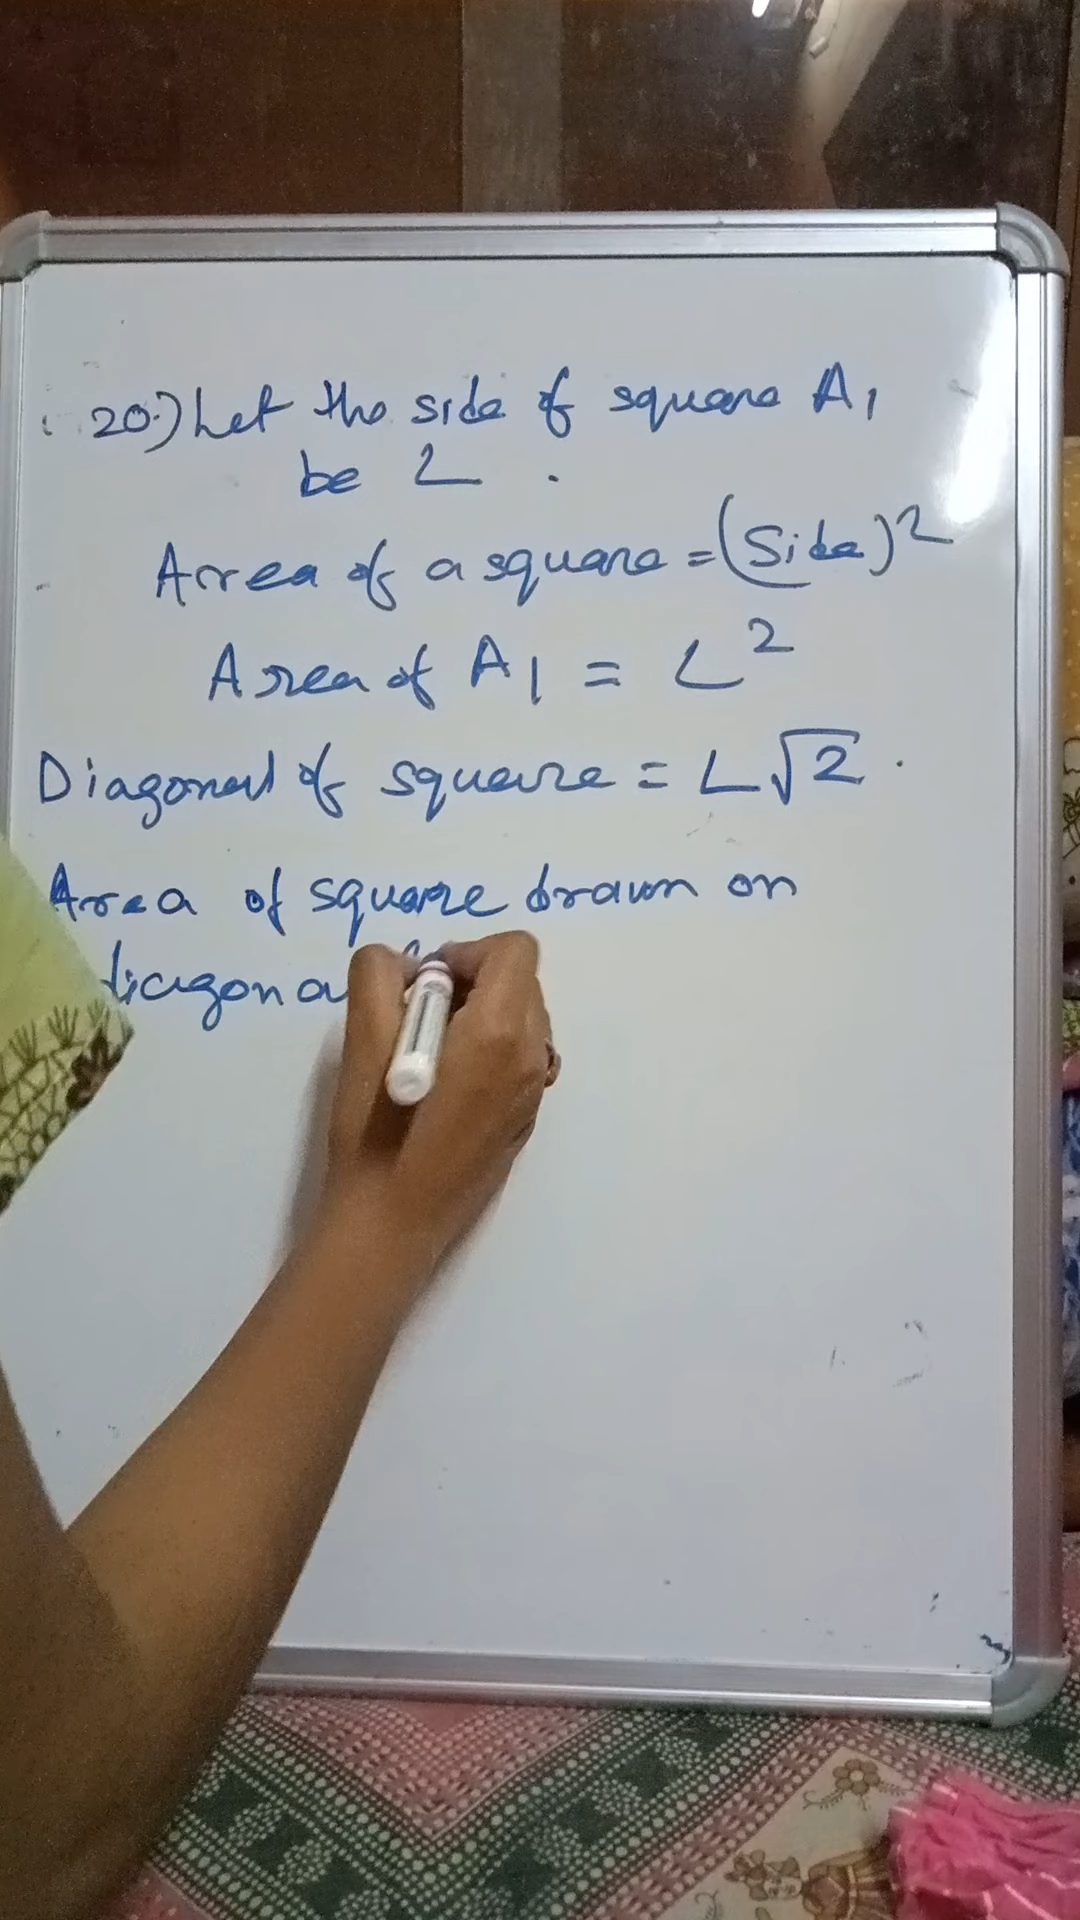 20.) Let the side of square A1
be L.
Area of a square = (Side)²
Area of A1 = L²
Diagonal of square = L√2.
Area of square drawn on
diagona